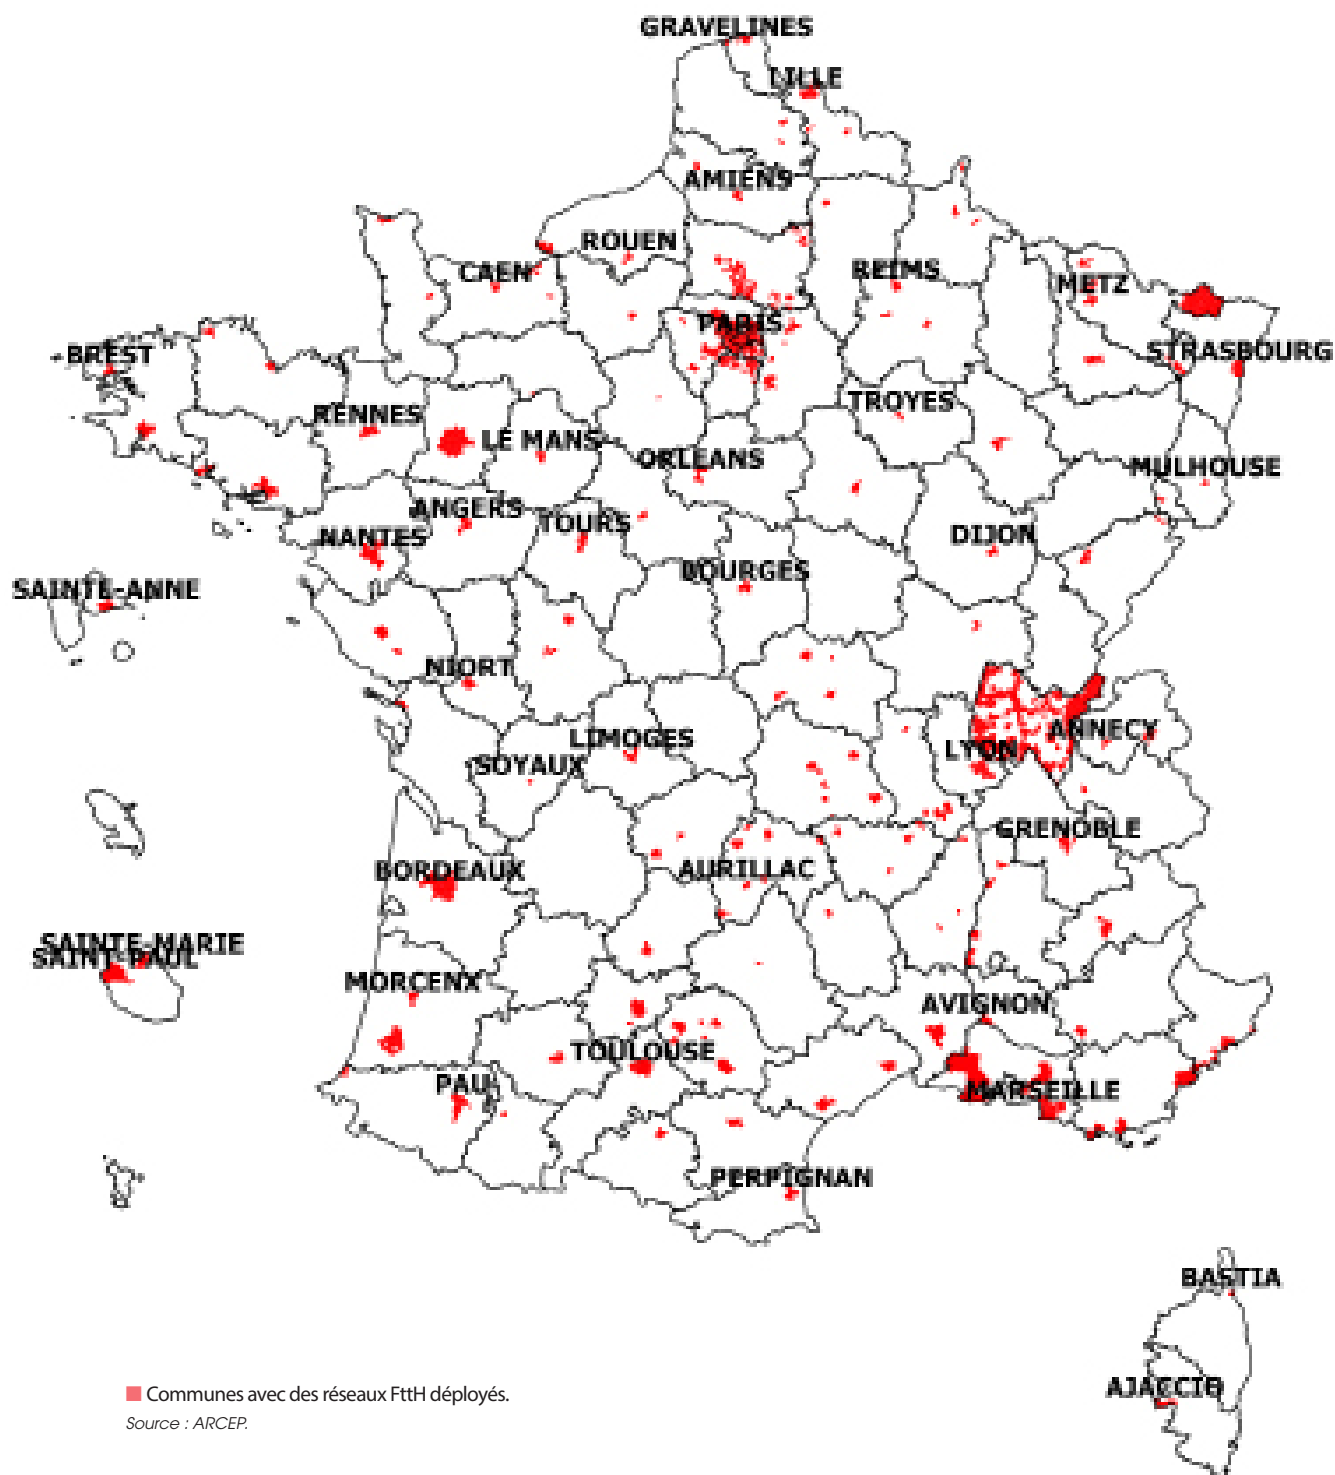 GRAVELINES
LILLE
AMIENS
ROUEN
CAEN
REIMS
METZ
PARIS
STRASBOURG
BREST
RENNES
TROYES
LE MANS
ORLEANS
MULHOUSE
ANGERS
TOURS
NANTES
DIJON
BOURGES
SAINTE-ANNE
NIORT
ANNECY
LIMOGES
LYON
SOYAUX
GRENOBLE
BORDEAUX
AURILLAC
SAINTE-MARIE
SAINT-PAUL
MORCENX
AVIGNON
TOULOUSE
PAU
MARSEILLE
PERPIGNAN
BASTIA
AJACCIO
Communes avec des réseaux FttH déployés.
Source : ARCEP.